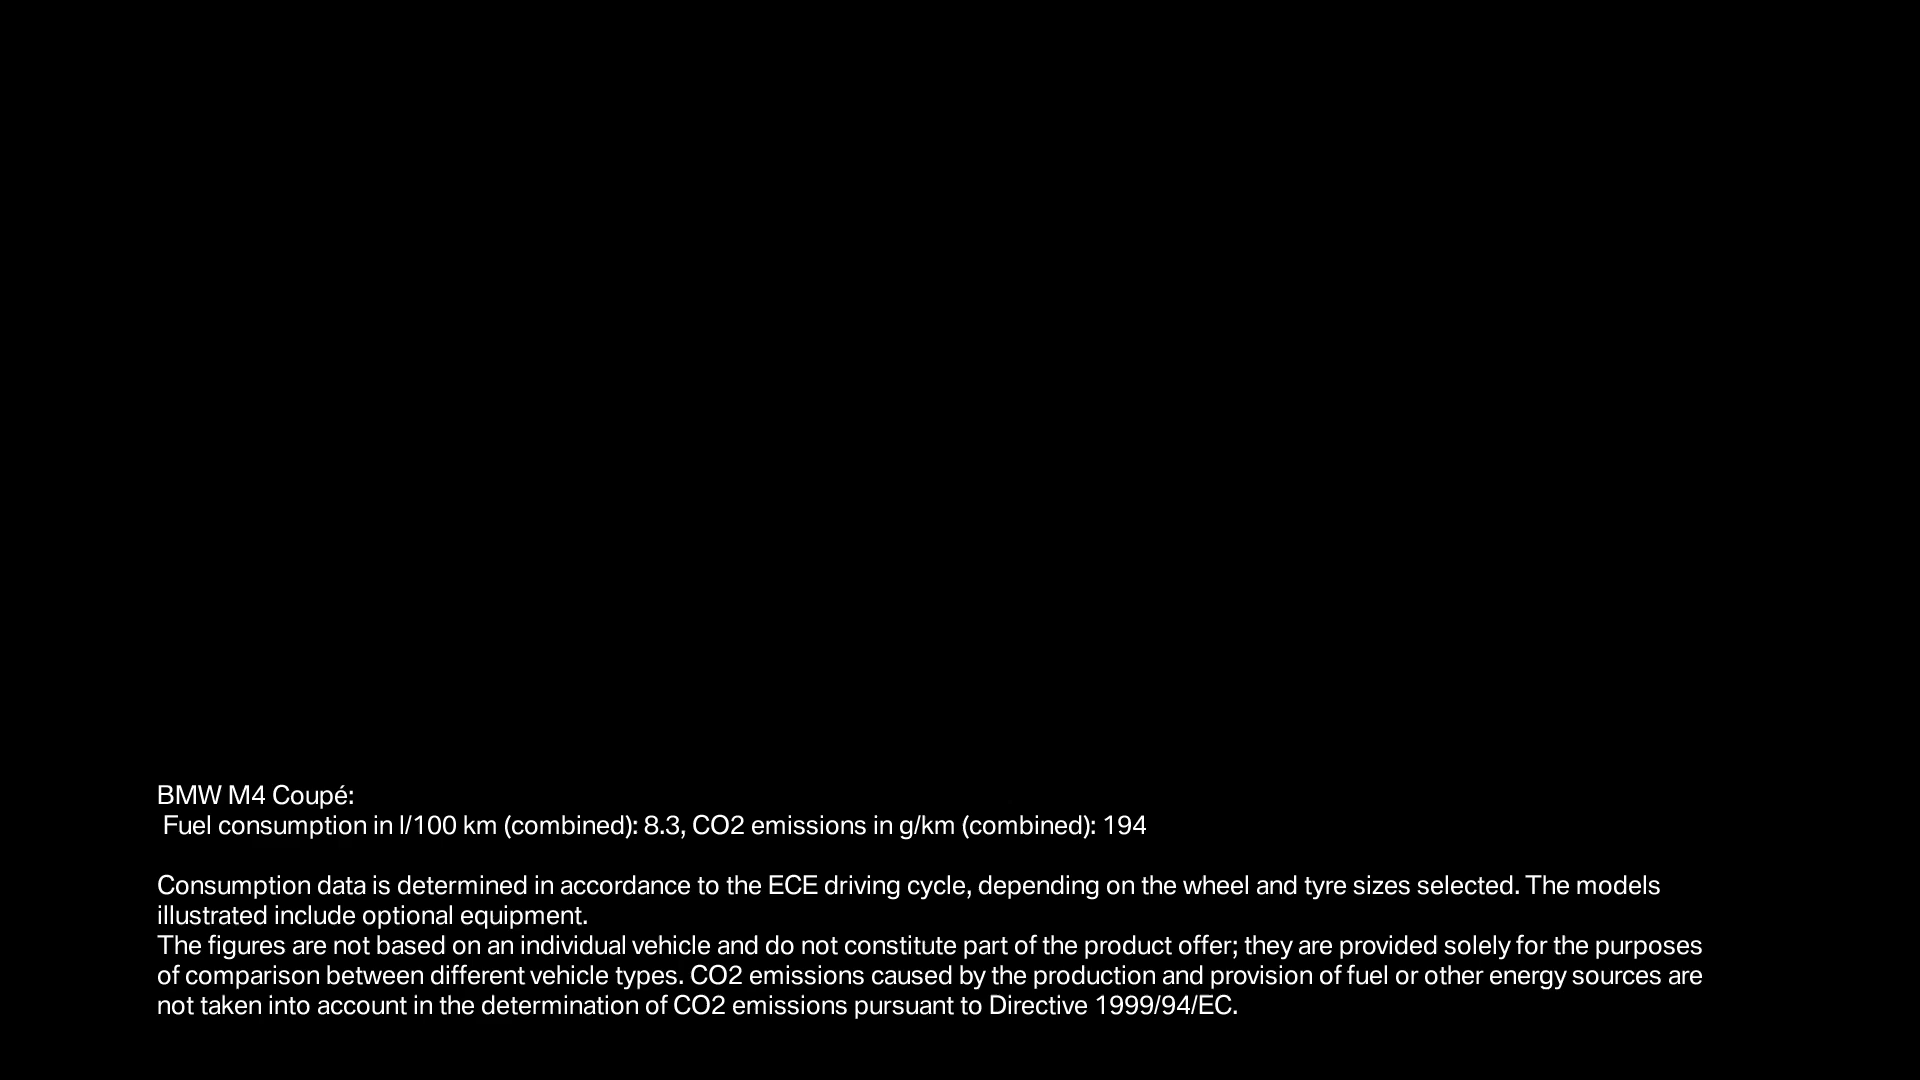 BMW M4 Coupé:
Fuel consumption in l/100 km (combined): 8.3, CO2 emissions in g/km (combined): 194
Consumption data is determined in accordance to the ECE driving cycle, depending on the wheel and tyre sizes selected. The models
illustrated include optional equipment.
The figures are not based on an individual vehicle and do not constitute part of the product offer; they are provided solely for the purposes
of comparison between different vehicle types. CO2 emissions caused by the production and provision of fuel or other energy sources are
not taken into account in the determination of CO2 emissions pursuant to Directive 1999/94/EC.